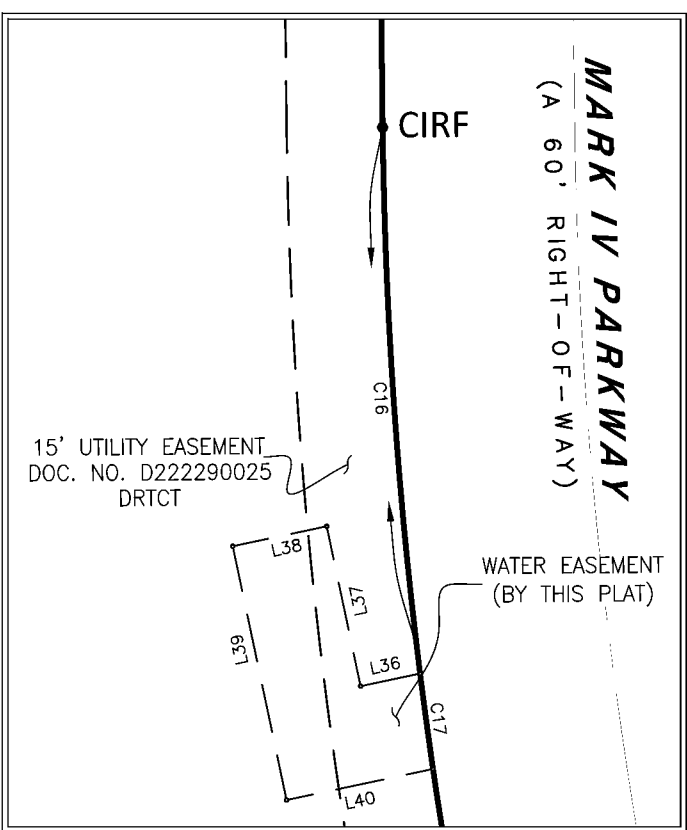 CIRF
MARK IV PARKWAY
(A 60' RIGHT-OF-WAY)
C16
15' UTILITY EASEMENT
DOC. NO. D222290025
DRTCT
L38
L37
WATER EASEMENT
(BY THIS PLAT)
L39
L36
C17
L40